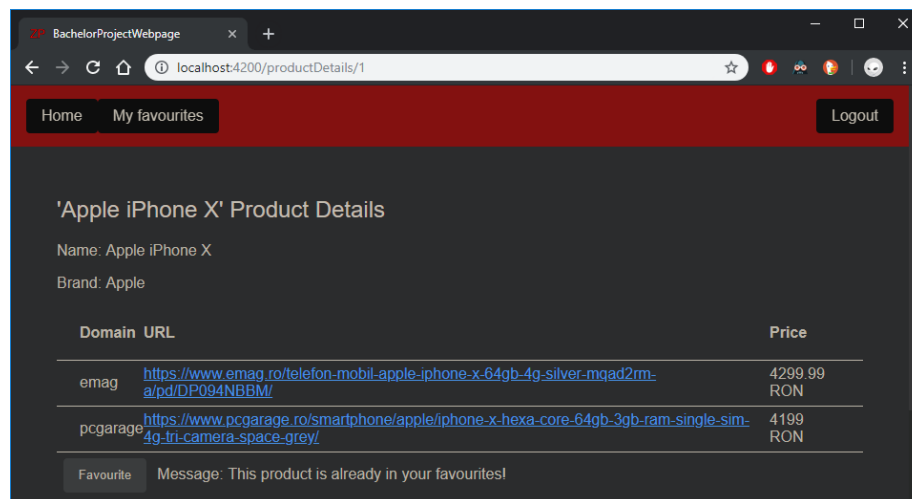 BachelorProjectWebpage
localhost:4200/productDetails/1
Home My favourites Logout
'Apple iPhone X' Product Details
Name: Apple iPhone X
Brand: Apple
Domain URL Price
emag https://www.emag.ro/telefon-mobil-apple-iphone-x-64gb-4g-silver-mqad2rm- 4299.99
a/pd/DP094NBBM/ RON
pcgarage https://www.pcgarage.ro/smartphone/apple/iphone-x-hexa-core-64gb-3gb-ram-single-sim- 4199
4g-tri-camera-space-grey/ RON
Favourite Message: This product is already in your favourites!